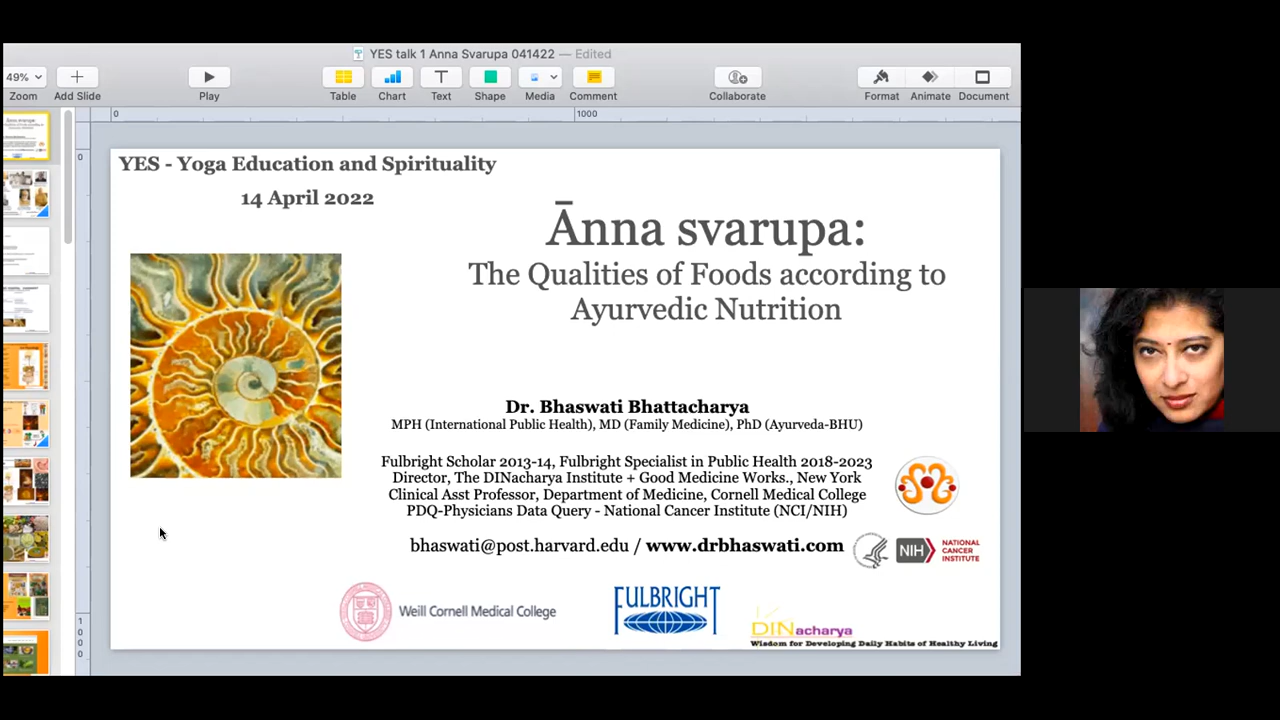 YES talk 1 Anna Svarupa 041422 — Edited
49%
Zoom
Add Slide
Play
Table
Chart
Text
Shape
Media
Comment
Collaborate
Format
Animate
Document
0
1000
0
1
0
0
0
YES - Yoga Education and Spirituality
14 April 2022
Ānna svarupa:
The Qualities of Foods according to
Ayurvedic Nutrition
Dr. Bhaswati Bhattacharya
MPH (International Public Health), MD (Family Medicine), PhD (Ayurveda-BHU)
Fulbright Scholar 2013-14, Fulbright Specialist in Public Health 2018-2023
Director, The DINacharya Institute + Good Medicine Works., New York
Clinical Asst Professor, Department of Medicine, Cornell Medical College
PDQ-Physicians Data Query - National Cancer Institute (NCI/NIH)
bhaswati@post.harvard.edu / www.drbhaswati.com
NIH NATIONAL
CANCER
INSTITUTE
Weill Cornell Medical College
FULBRIGHT
DINacharya
Wisdom for Developing Daily Habits of Healthy Living